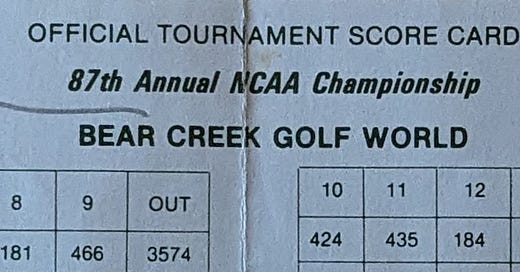 OFFICIAL TOURNAMENT SCORE CARD
87th Annual NCAA Championship
BEAR CREEK GOLF WORLD
8 9 OUT 10 11 12
181 466 3574 424 435 184